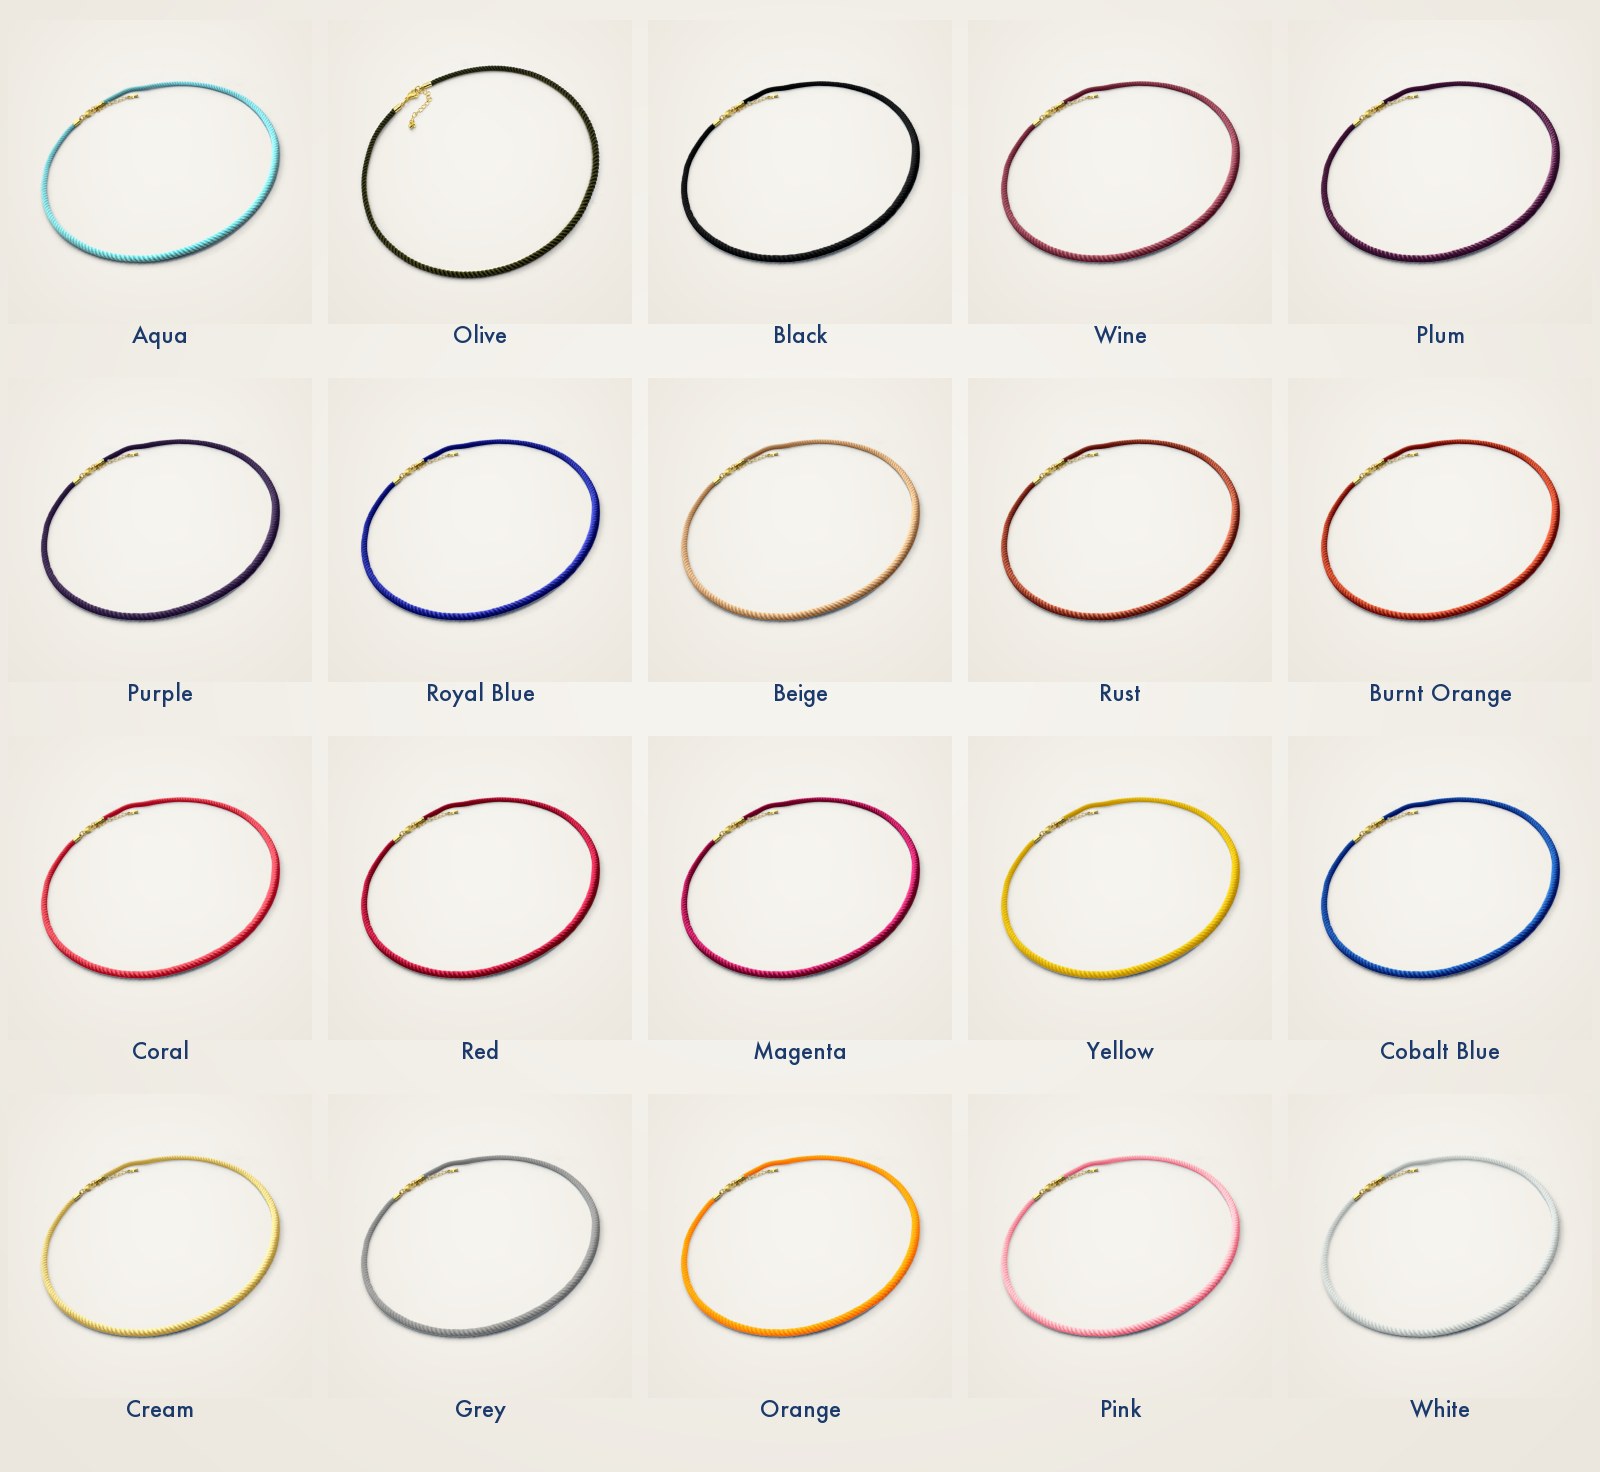 Aqua
Olive
Black
Wine
Plum
Purple
Royal Blue
Beige
Rust
Burnt Orange
Coral
Red
Magenta
Yellow
Cobalt Blue
Cream
Grey
Orange
Pink
White